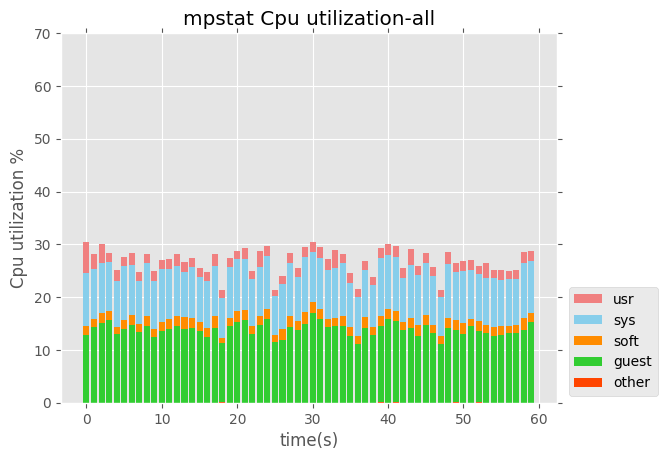 mpstat Cpu utilization-all
Cpu utilization %
70
60
50
40
30
20
10
0
0 10 20 30 40 50 60
time(s)
usr
sys
soft
guest
other